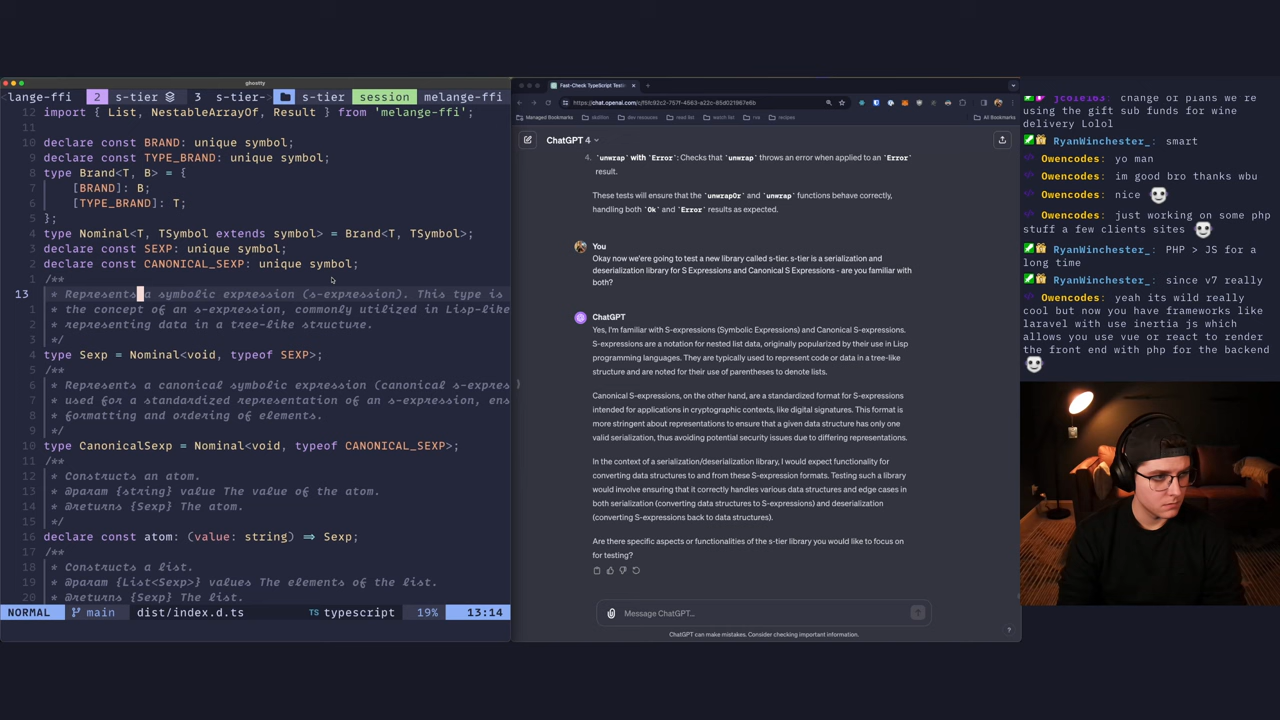 ghostty
lange-ffi 2 s-tier 3 s-tier-> s-tier session melange-ffi
12 import { List, NestedArrayOf, Result } from 'melange-ffi';
11
10 declare const BRAND: unique symbol;
9 declare const TYPE_BRAND: unique symbol;
8 type Brand<T, B> = {
7 [BRAND]: B;
6 [TYPE_BRAND]: T;
5 };
4 type Nominal<T, TSymbol extends symbol> = Brand<T, TSymbol>;
3 declare const SEXP: unique symbol;
2 declare const CANONICAL_SEXP: unique symbol;
1 /**
13 * Represents a symbolic expression (s-expression). This type is
1 * the concept of an s-expression, commonly utilized in Lisp-like
2 * representing data in a tree-like structure.
3 */
4 type Sexp = Nominal<void, typeof SEXP>;
5 /**
6 * Represents a canonical symbolic expression (canonical s-expres
7 * used for a standardized representation of an s-expression, ens
8 * formatting and ordering of elements.
9 */
10 type CanonicalSexp = Nominal<void, typeof CANONICAL_SEXP>;
11 /**
12 * Constructs an atom.
13 * @param {string} value The value of the atom.
14 * @returns {Sexp} The atom.
15 */
16 declare const atom: (value: string) => Sexp;
17 /**
18 * Constructs a list.
19 * @param {List<Sexp>} values The elements of the list.
20 * @returns {Sexp} The list.
NORMAL main dist/index.d.ts TS typescript 19% 13:14
Fast-Check TypeScript Testi
Managed Bookmarks skillion dev resources read list watch list rva recipes All Bookmarks
ChatGPT 4
4. `unwrap` with `Error`: Checks that `unwrap` throws an error when applied to an `Error`
result.
These tests will ensure that the `unwrapOr` and `unwrap` functions behave correctly,
handling both `Ok` and `Error` results as expected.
You
Okay now we're going to test a new library called s-tier. s-tier is a serialization and
deserialization library for S Expressions and Canonical S Expressions - are you familiar with
both?
ChatGPT
Yes, I'm familiar with S-expressions (Symbolic Expressions) and Canonical S-expressions.
S-expressions are a notation for nested list data, originally popularized by their use in Lisp
programming languages. They are typically used to represent code or data in a tree-like
structure and are noted for their use of parentheses to denote lists.
Canonical S-expressions, on the other hand, are a standardized format for S-expressions
intended for applications in cryptographic contexts, like digital signatures. This format is
more stringent about representations to ensure that a given data structure has only one
valid serialization, thus avoiding potential security issues due to differing representations.
In the context of a serialization/deserialization library, I would expect functionality for
converting data structures to and from these S-expression formats. Testing such a library
would involve ensuring that it correctly handles various data structures and edge cases in
both serialization (converting data structures to S-expressions) and deserialization
(converting S-expressions back to data structures).
Are there specific aspects or functionalities of the s-tier library you would like to focus on
for testing?
Message ChatGPT...
ChatGPT can make mistakes. Consider checking important information.
?
jcole163: change of plans we're
using the gift sub funds for wine
delivery Lolol
RyanWinchester_: smart
Owencodes: yo man
Owencodes: im good bro thanks wbu
Owencodes: nice
Owencodes: just working on some php
stuff a few clients sites
RyanWinchester_: PHP > JS for a
long time
RyanWinchester_: since v7 really
Owencodes: yeah its wild really
cool but now you have frameworks like
laravel with use inertia js which
allows you use vue or react to render
the front end with php for the backend